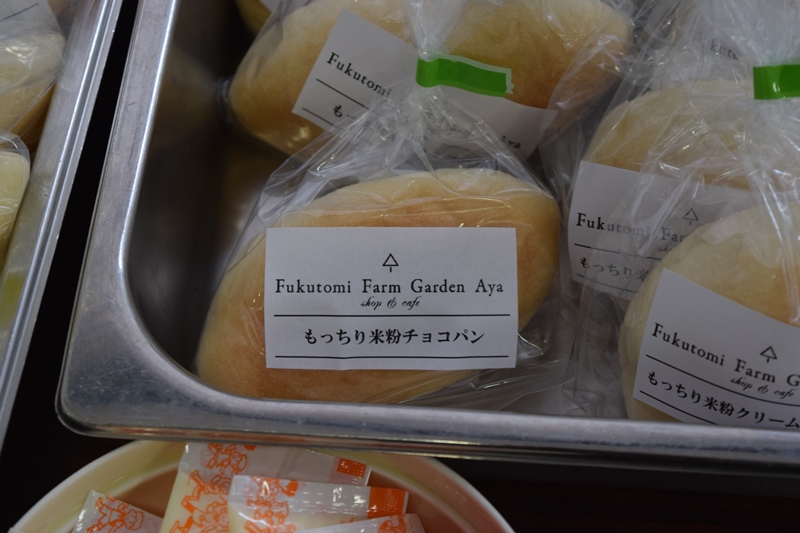 Fukutomi
も
Fukutomi Farm Garden Aya
shop & cafe
もっちり米粉チョコパン
Fukutomi Fa
もっちり米
Fukutomi Farm G
shop & cafe
もっちり米粉クリーム